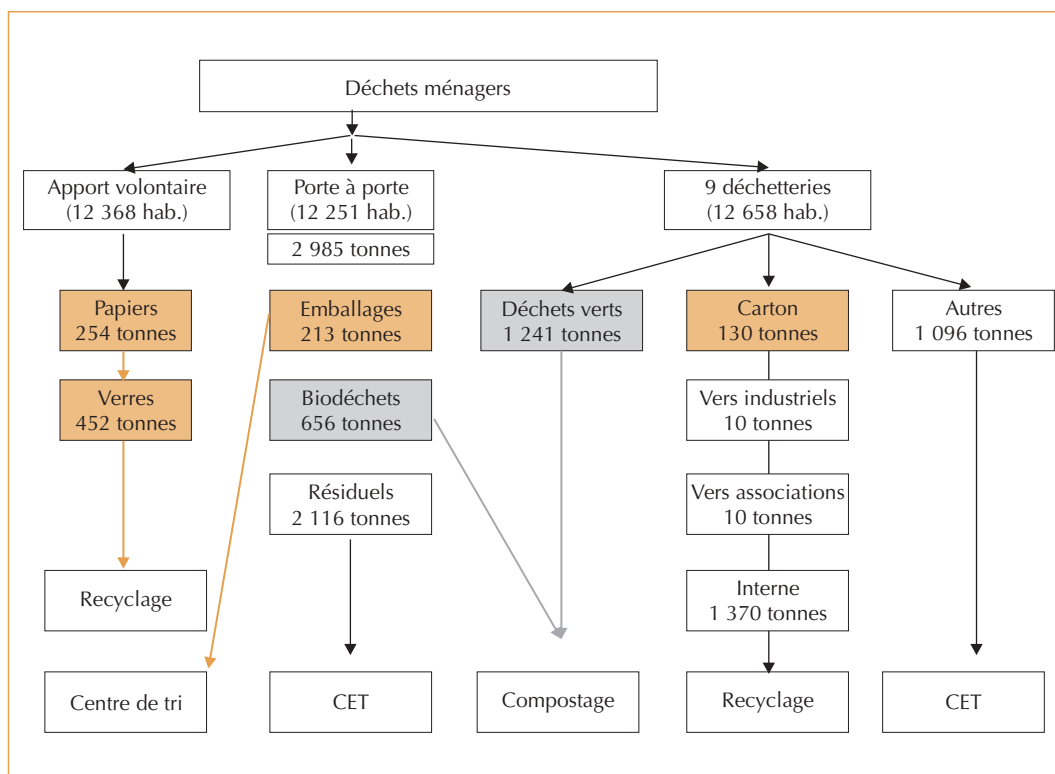 Déchets ménagers
Apport volontaire
(12 368 hab.)
Porte à porte
(12 251 hab.)
2 985 tonnes
9 déchetteries
(12 658 hab.)
Papiers
254 tonnes
Emballages
213 tonnes
Déchets verts
1 241 tonnes
Carton
130 tonnes
Autres
1 096 tonnes
Verres
452 tonnes
Biodéchets
656 tonnes
Vers industriels
10 tonnes
Résiduels
2 116 tonnes
Vers associations
10 tonnes
Recyclage
Interne
1 370 tonnes
Centre de tri
CET
Compostage
Recyclage
CET